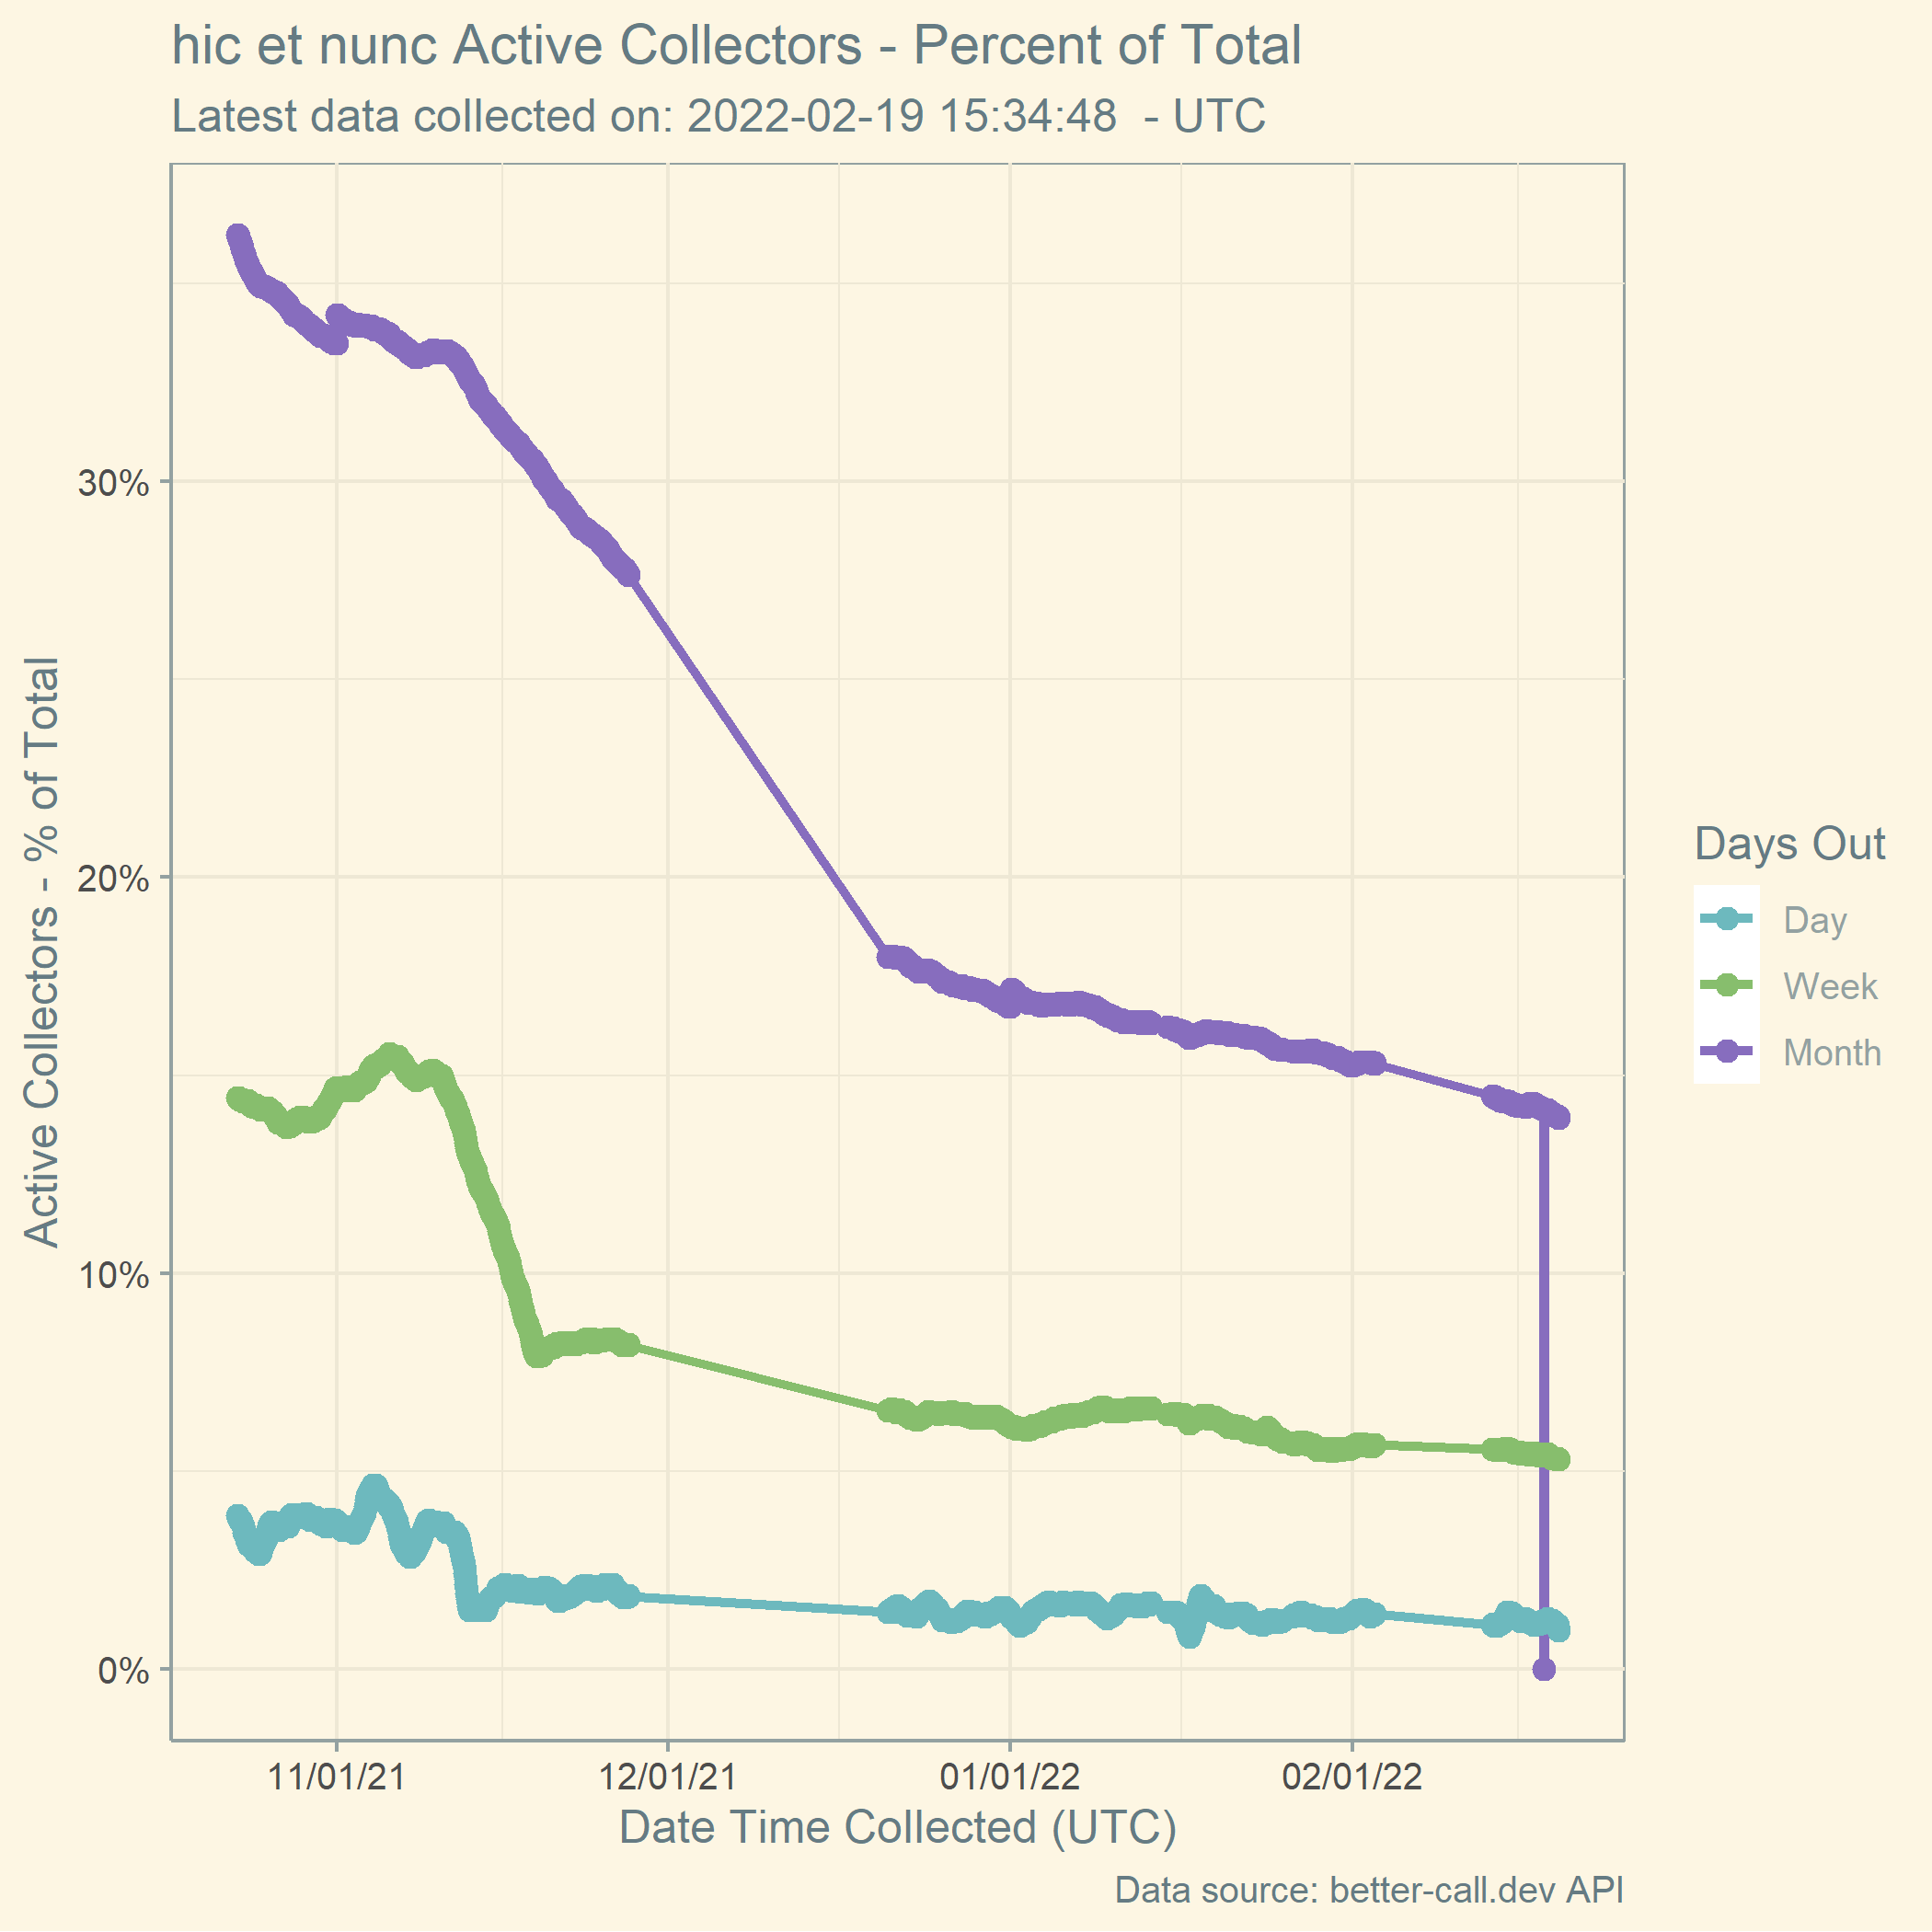 hic et nunc Active Collectors - Percent of Total
Latest data collected on: 2022-02-19 15:34:48  - UTC
Active Collectors - % of Total
30%
20%
10%
0%
11/01/21
12/01/21
01/01/22
02/01/22
Date Time Collected (UTC)
Days Out
Day
Week
Month
Data source: better-call.dev API